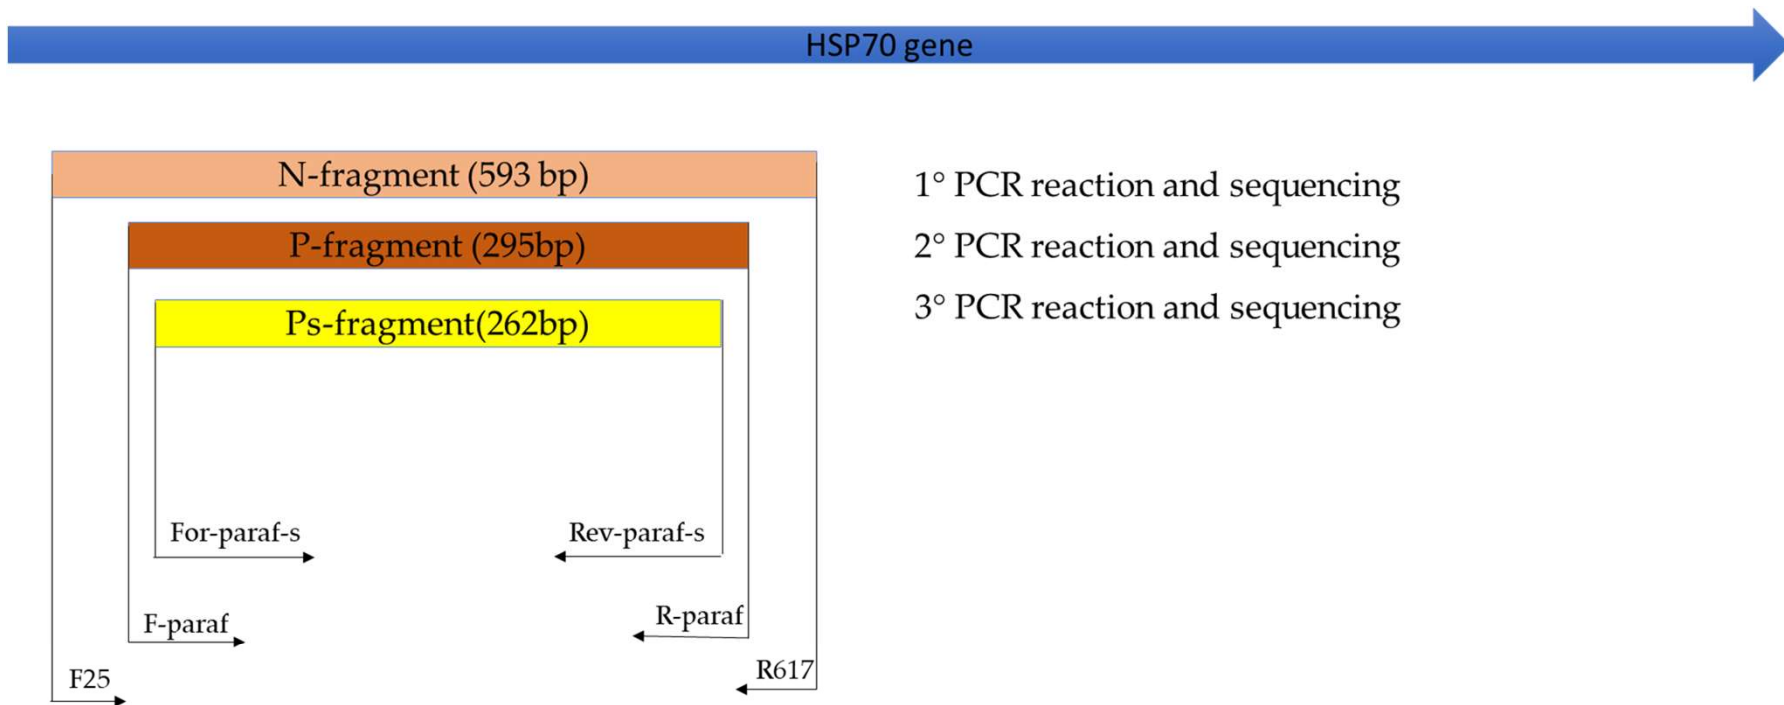 HSP70 gene
N-fragment (593 bp)
P-fragment (295bp)
Ps-fragment(262bp)
1° PCR reaction and sequencing
2° PCR reaction and sequencing
3° PCR reaction and sequencing
For-paraf-s
Rev-paraf-s
F-paraf
R-paraf
F25
R617